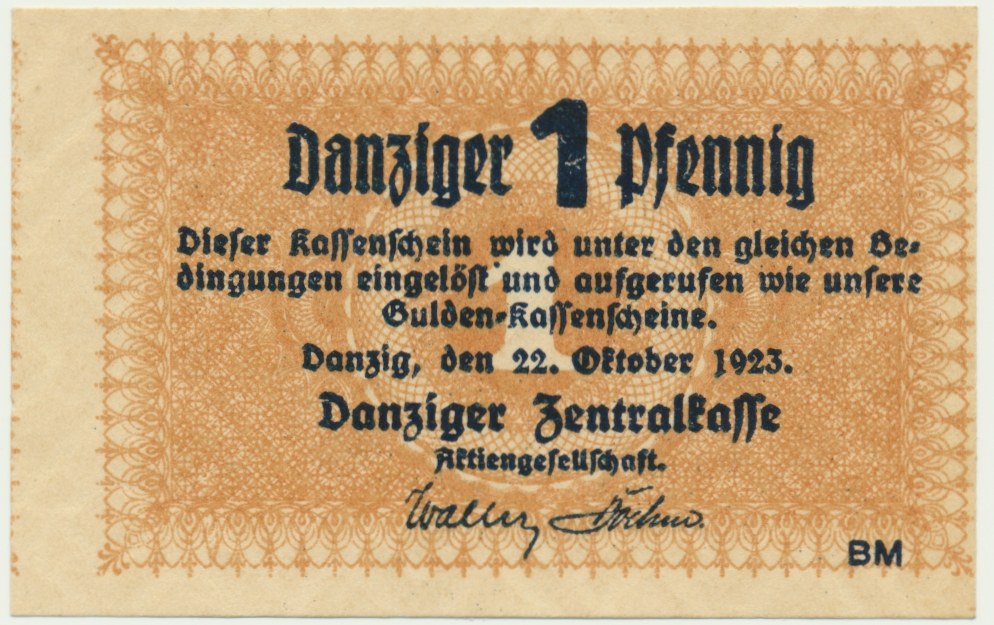 Danziger 1 Pfennig
Dieser Kassenschein wird unter den gleichen Be-
dingungen eingelöst und aufgerufen wie unsere
Gulden-Kassenscheine.
Danzig, den 22. Oktober 1923.
Danziger Zentralkasse
Aktiengesellschaft.
BM